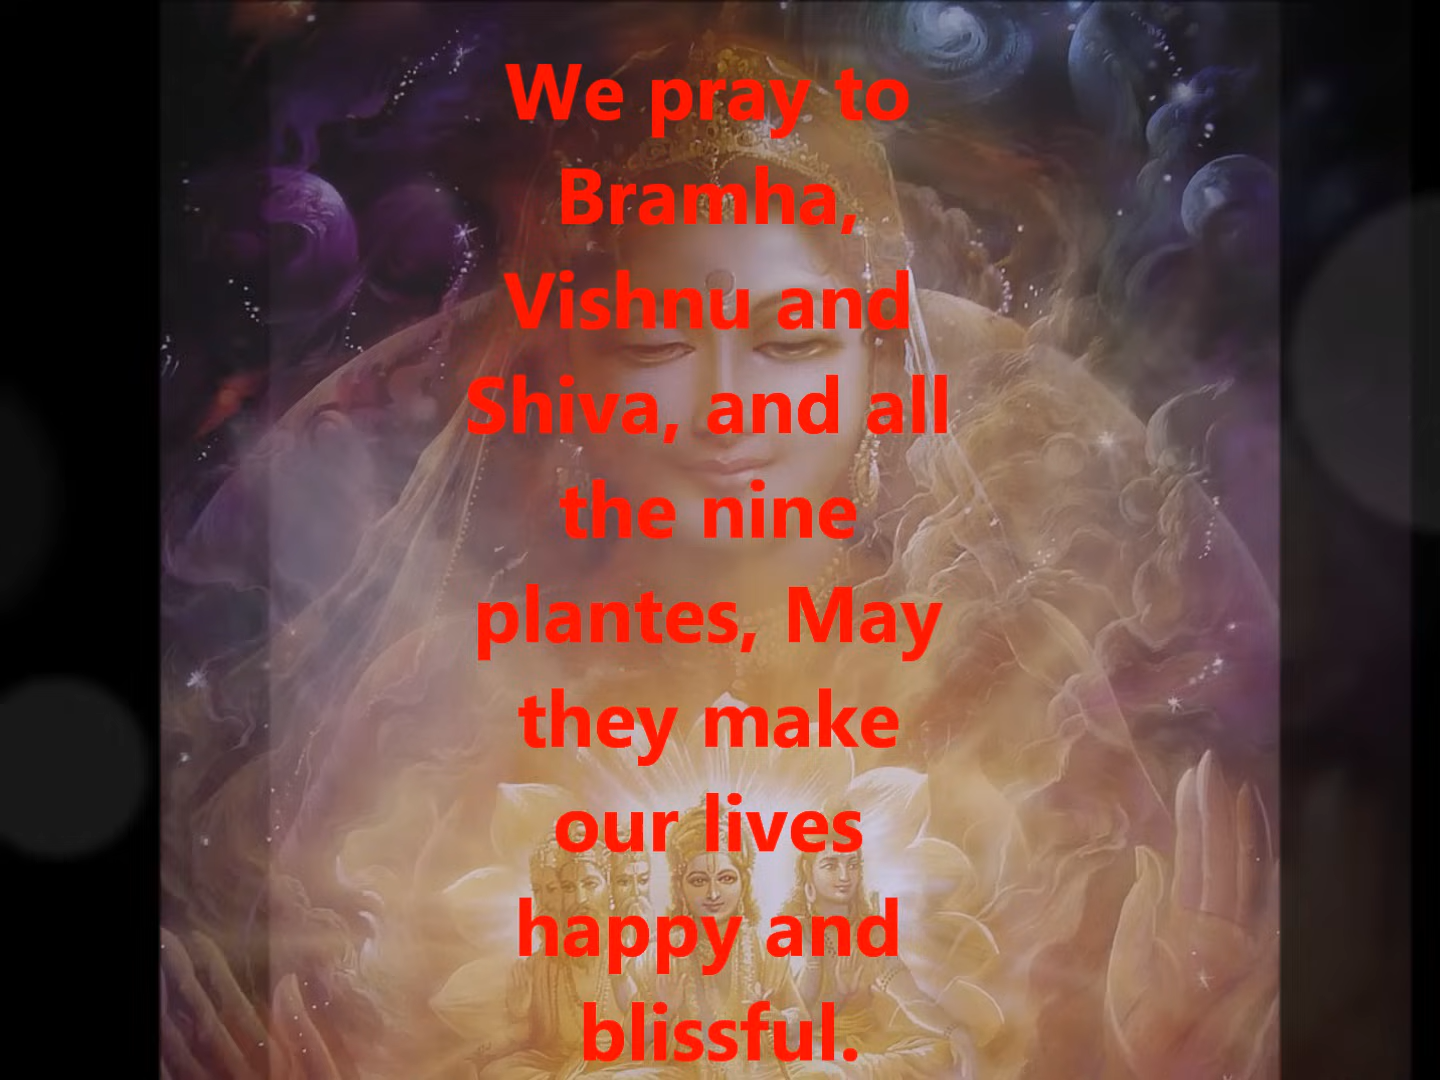 We pray to
Bramha,
Vishnu and
Shiva, and all
the nine
plantes, May
they make
our lives
happy and
blissful.